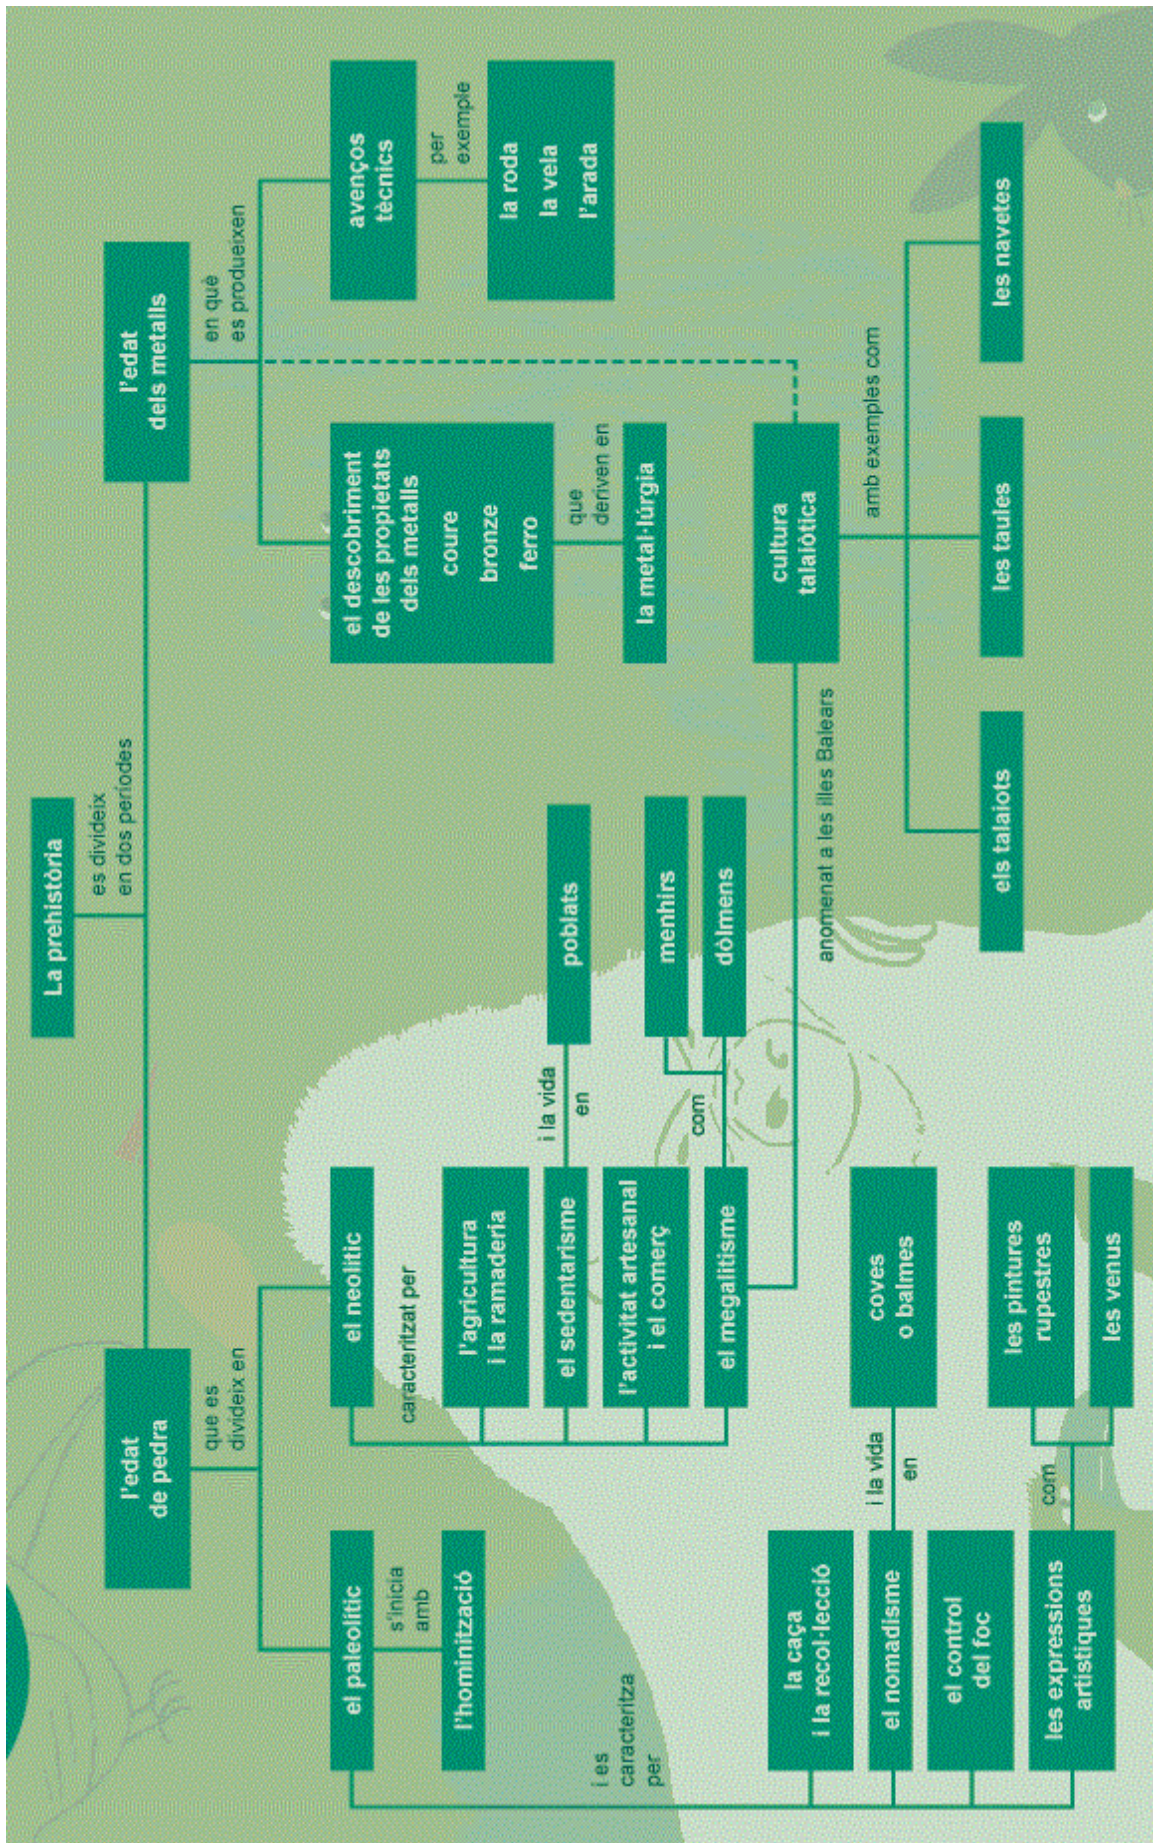 La prehistòria
es divideix
en dos períodes
l'edat
de pedra
que es
divideix en
el paleolític
s'inicia
amb
l'hominització
i es
caracteritza
per
la caça
i la recol·lecció
el nomadisme
i la vida
en
coves
o balmes
el control
del foc
les expressions
artístiques
com
les pintures
rupestres
les venus
el neolític
caracteritzat per
l'agricultura
i la ramaderia
el sedentarisme
i la vida
en
poblats
l'activitat artesanal
i el comerç
el megalitisme
com
menhirs
dòlmens
anomenat a les illes Balears
l'edat
dels metalls
en què
es produeixen
el descobriment
de les propietats
dels metalls
coure
bronze
ferro
que
deriven en
la metal·lúrgia
avenços
tècnics
per
exemple
la roda
la vela
l'arada
cultura
talaiòtica
amb exemples com
els talaiots
les taules
les navetes